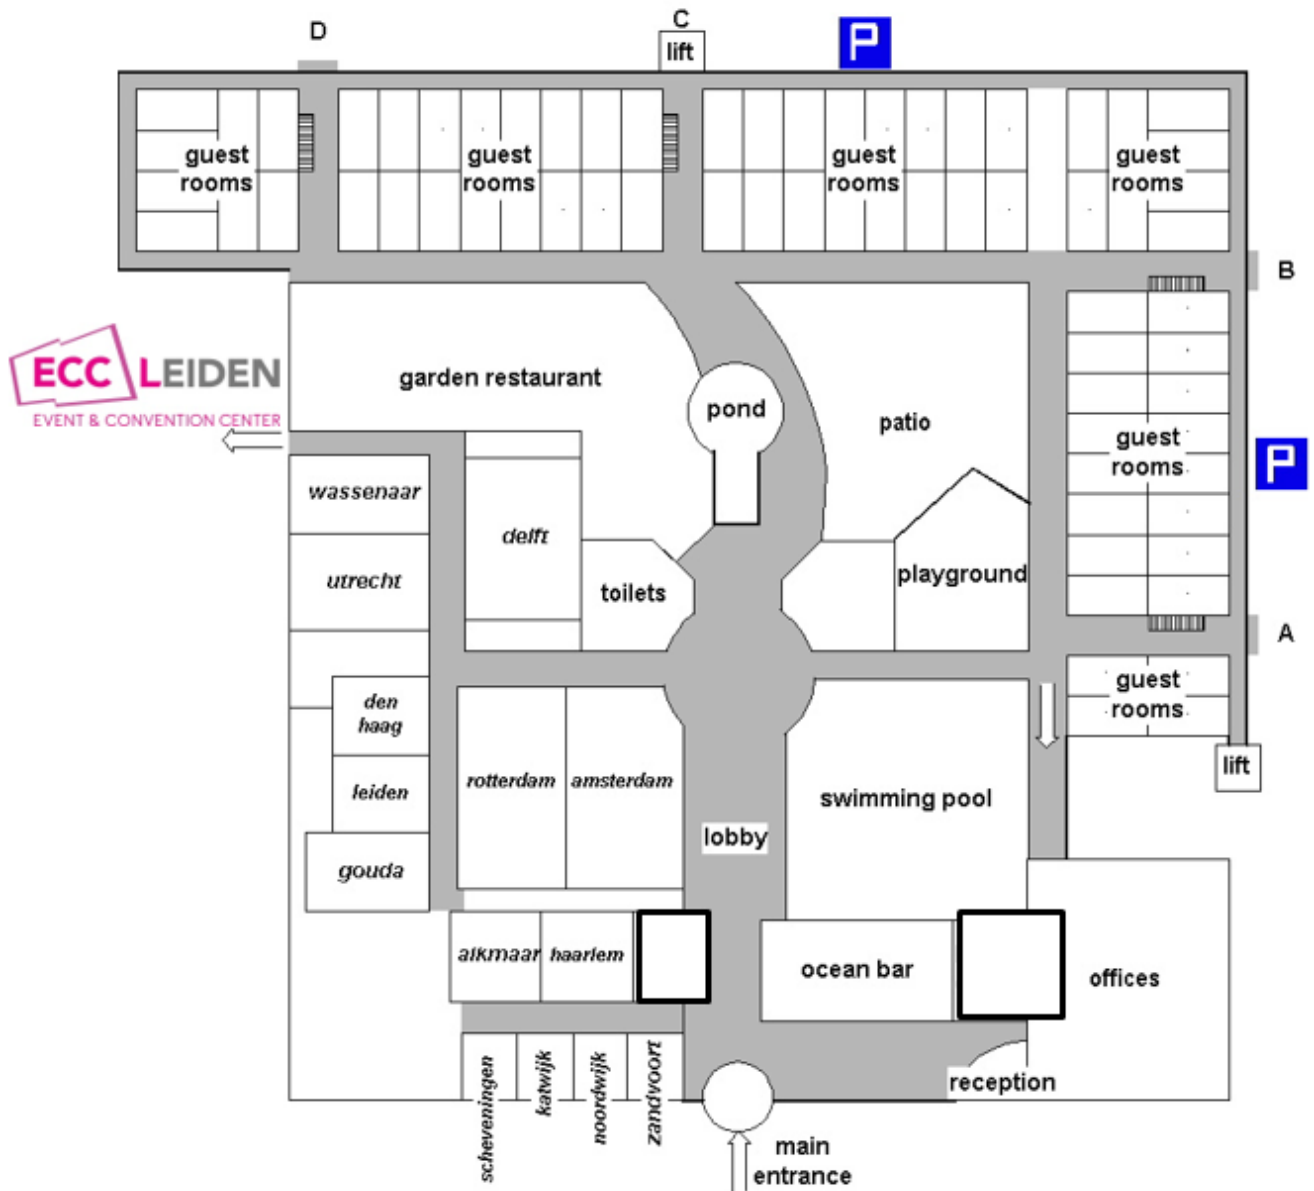 D
C
lift
P
guest
rooms
guest
rooms
guest
rooms
guest
rooms
B
ECC LEIDEN
EVENT & CONVENTION CENTER
garden restaurant
pond
patio
guest
rooms
P
wassenaar
delft
utrecht
toilets
playground
A
den
haag
guest
rooms
rotterdam
amsterdam
leiden
lobby
swimming pool
lift
gouda
alkmaar
haarlem
ocean bar
offices
scheveningen
katwijk
noordwijk
zandvoort
reception
main
entrance